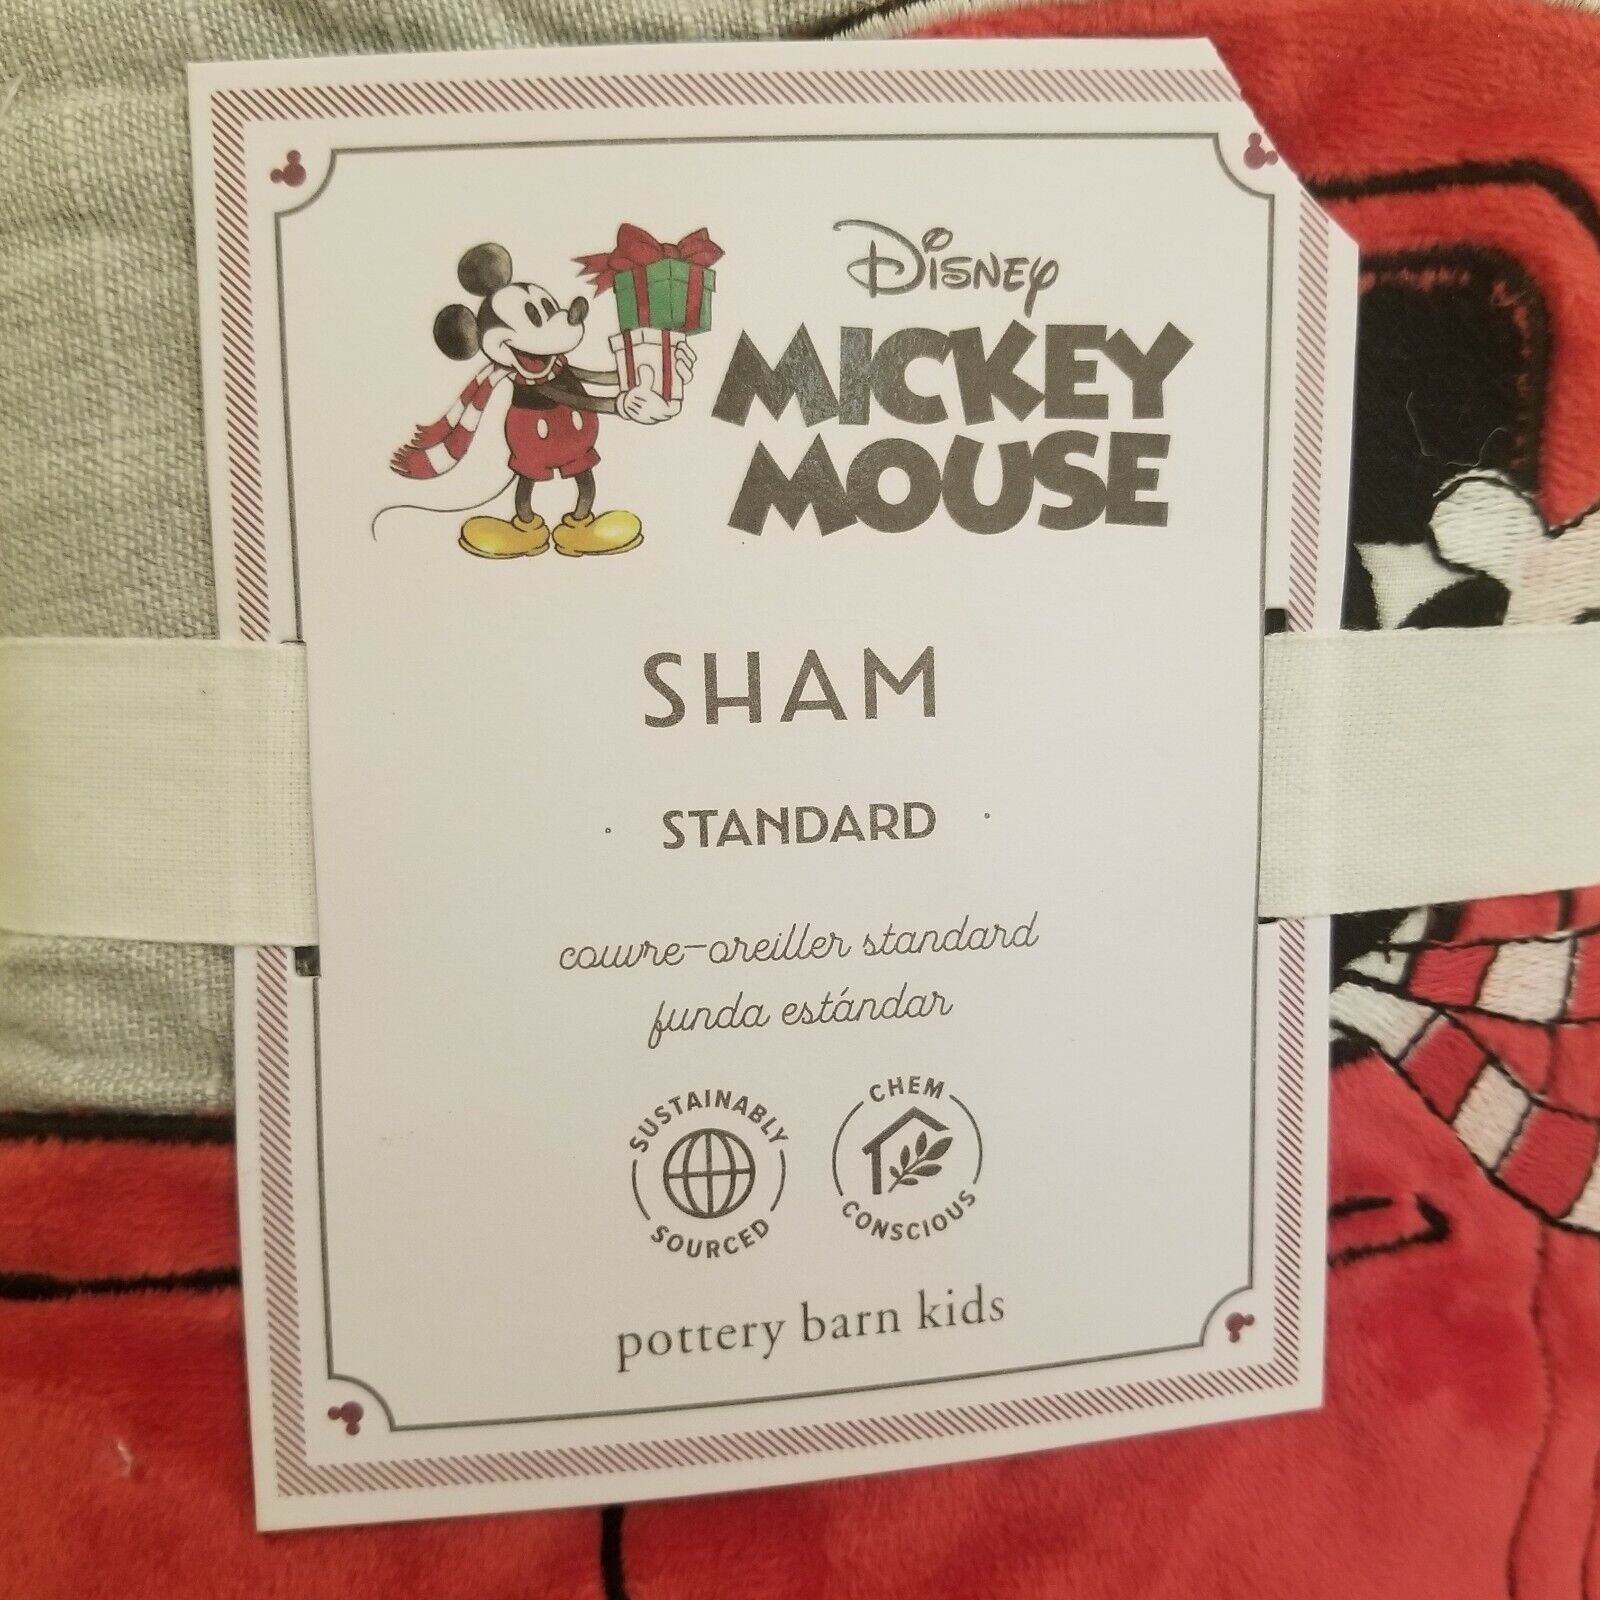 Disney
MICKEY
MOUSE
SHAM
· STANDARD ·
couvre-oreiller standard
funda estándar
SUSTAINABLY
SOURCED
CHEM
CONSCIOUS
pottery barn kids